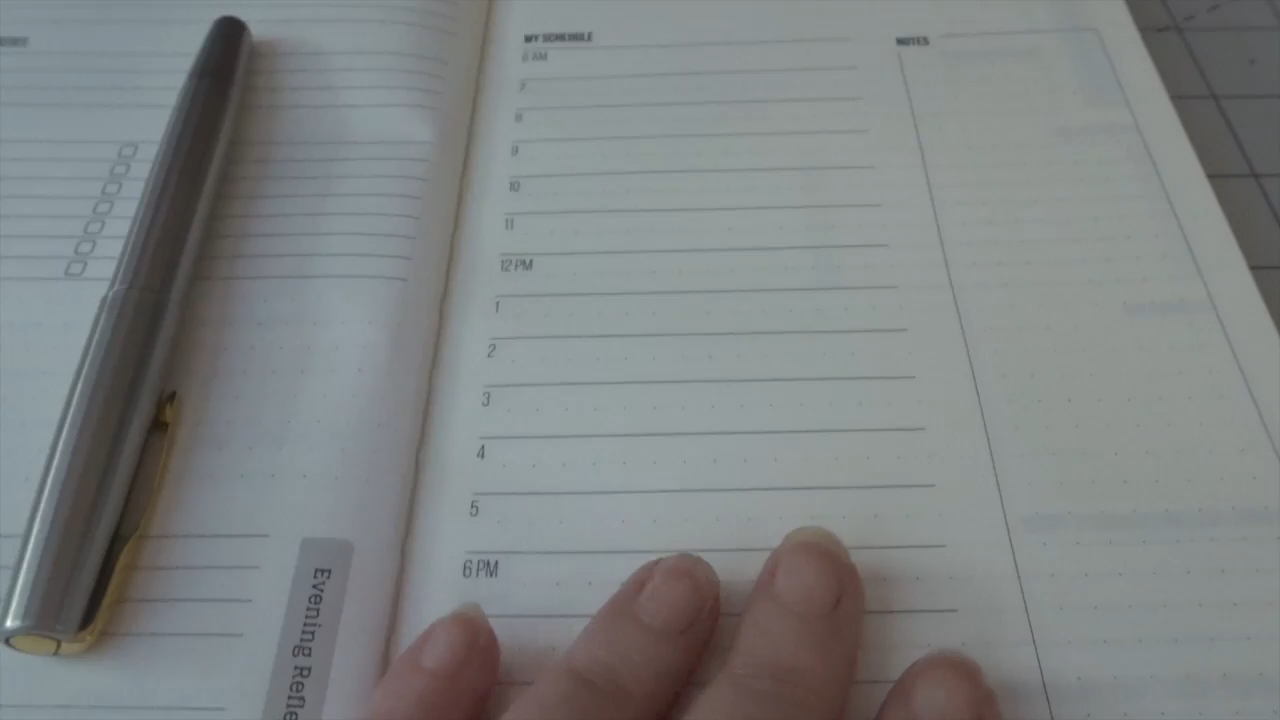 Evening Refle
MY SCHEDULE
6 AM
7
8
9
10
11
12 PM
1
2
3
4
5
6 PM
NOTES